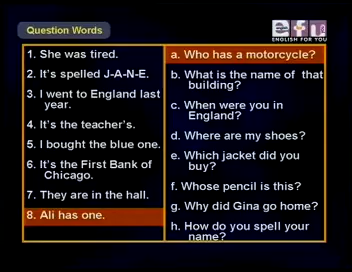 Question Words
ENGLISH FOR YOU
1. She was tired.
2. It's spelled J-A-N-E.
3. I went to England last
year.
4. It's the teacher's.
5. I bought the blue one.
6. It's the First Bank of
Chicago.
7. They are in the hall.
8. Ali has one.
a. Who has a motorcycle?
b. What is the name of that
building?
c. When were you in
England?
d. Where are my shoes?
e. Which jacket did you
buy?
f. Whose pencil is this?
g. Why did Gina go home?
h. How do you spell your
name?